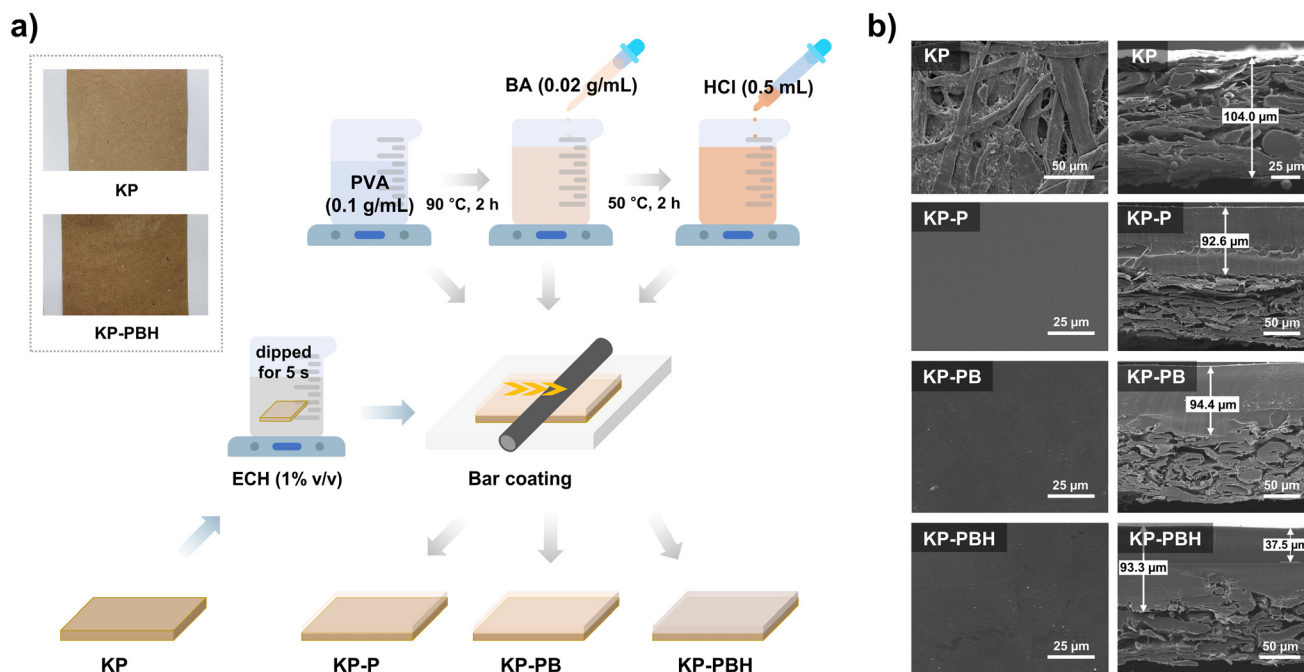 a)
KP
KP-PBH
PVA
(0.1 g/mL)
90 °C, 2 h
BA (0.02 g/mL)
50 °C, 2 h
HCl (0.5 mL)
dipped
for 5 s
ECH (1% v/v)
Bar coating
KP
KP-P
KP-PB
KP-PBH
b)
KP
50 μm
KP
104.0 μm
25 μm
KP-P
25 μm
KP-P
92.6 μm
50 μm
KP-PB
25 μm
KP-PB
94.4 μm
50 μm
KP-PBH
25 μm
KP-PBH
93.3 μm
37.5 μm
50 μm